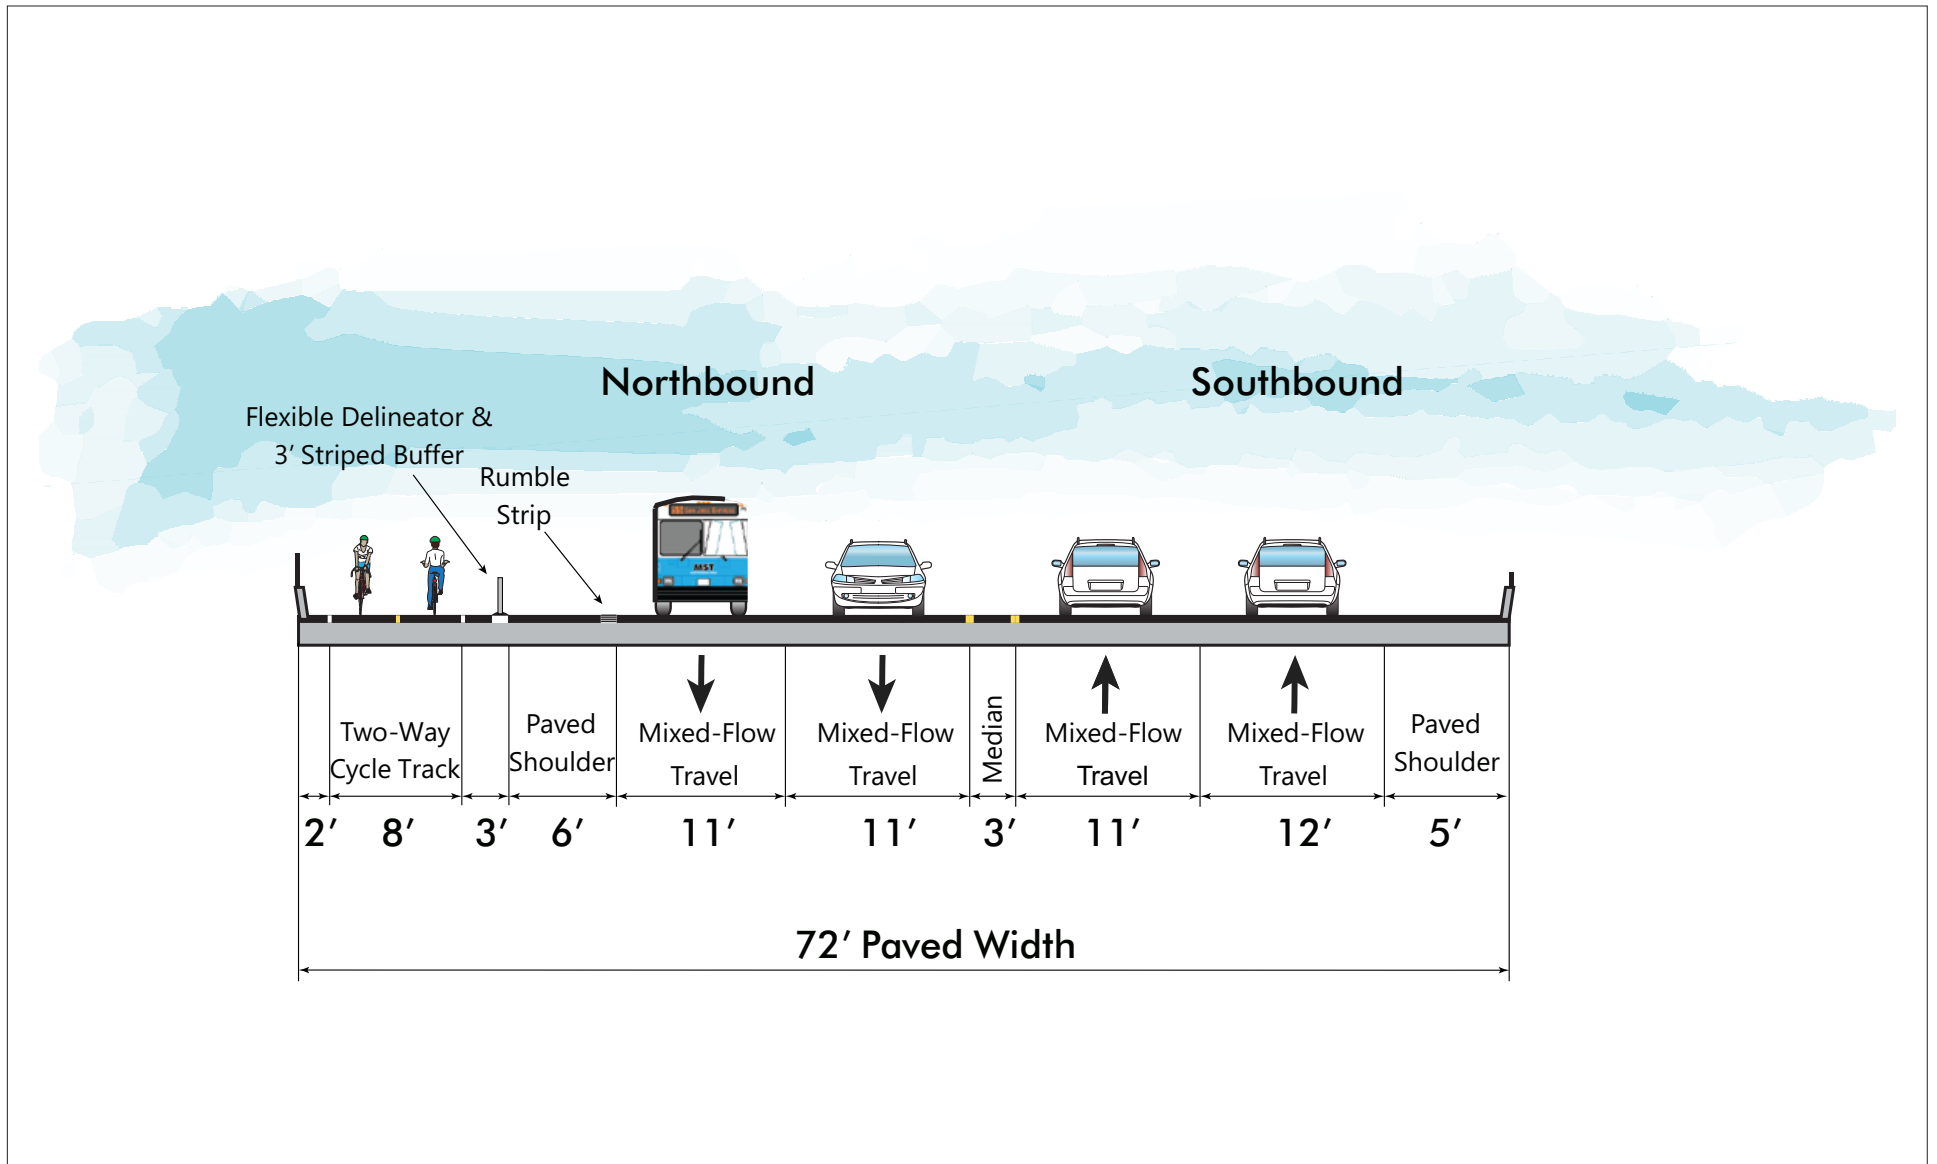 Northbound
Southbound
Flexible Delineator &
3’ Striped Buffer
Rumble
Strip
MST
Two-Way
Cycle Track
Paved
Shoulder
Mixed-Flow
Travel
Mixed-Flow
Travel
Median
Mixed-Flow
Travel
Mixed-Flow
Travel
Paved
Shoulder
2’
8’
3’
6’
11’
11’
3’
11’
12’
5’
72’ Paved Width